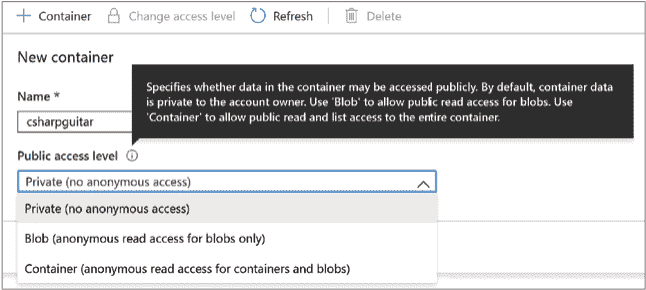 Container Change access level Refresh Delete
New container
Specifies whether data in the container may be accessed publicly. By default, container data
is private to the account owner. Use 'Blob' to allow public read access for blobs. Use
'Container' to allow public read and list access to the entire container.
Name *
csharpguitar
Public access level
Private (no anonymous access)
Private (no anonymous access)
Blob (anonymous read access for blobs only)
Container (anonymous read access for containers and blobs)